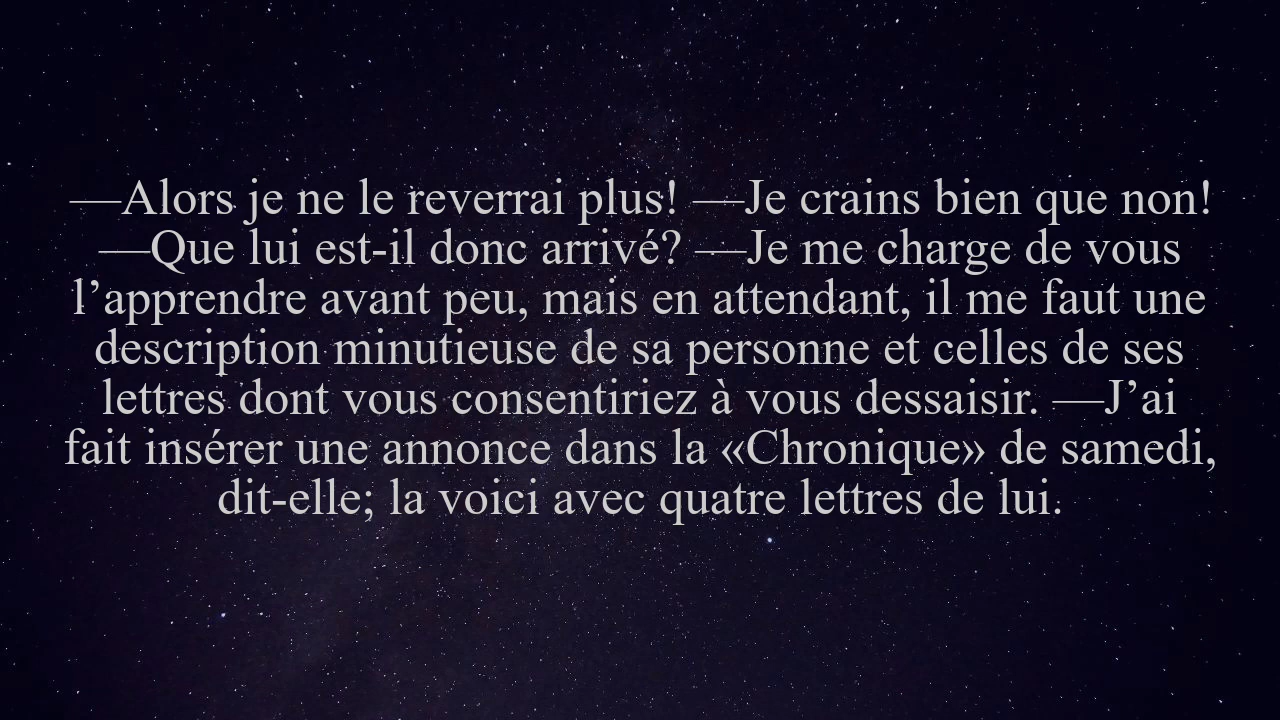 —Alors je ne le reverrai plus! —Je crains bien que non!
—Que lui est-il donc arrivé? —Je me charge de vous
l’apprendre avant peu, mais en attendant, il me faut une
description minutieuse de sa personne et celles de ses
lettres dont vous consentiriez à vous dessaisir. —J’ai
fait insérer une annonce dans la «Chronique» de samedi,
dit-elle; la voici avec quatre lettres de lui.